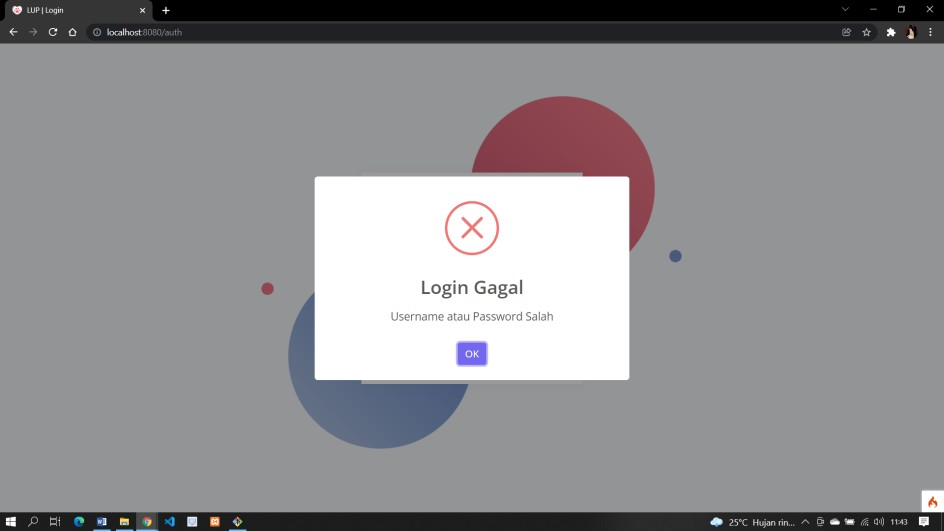 LUP | Login
localhost:8080/auth
Login Gagal
Username atau Password Salah
OK
25°C Hujan rin...
11:43